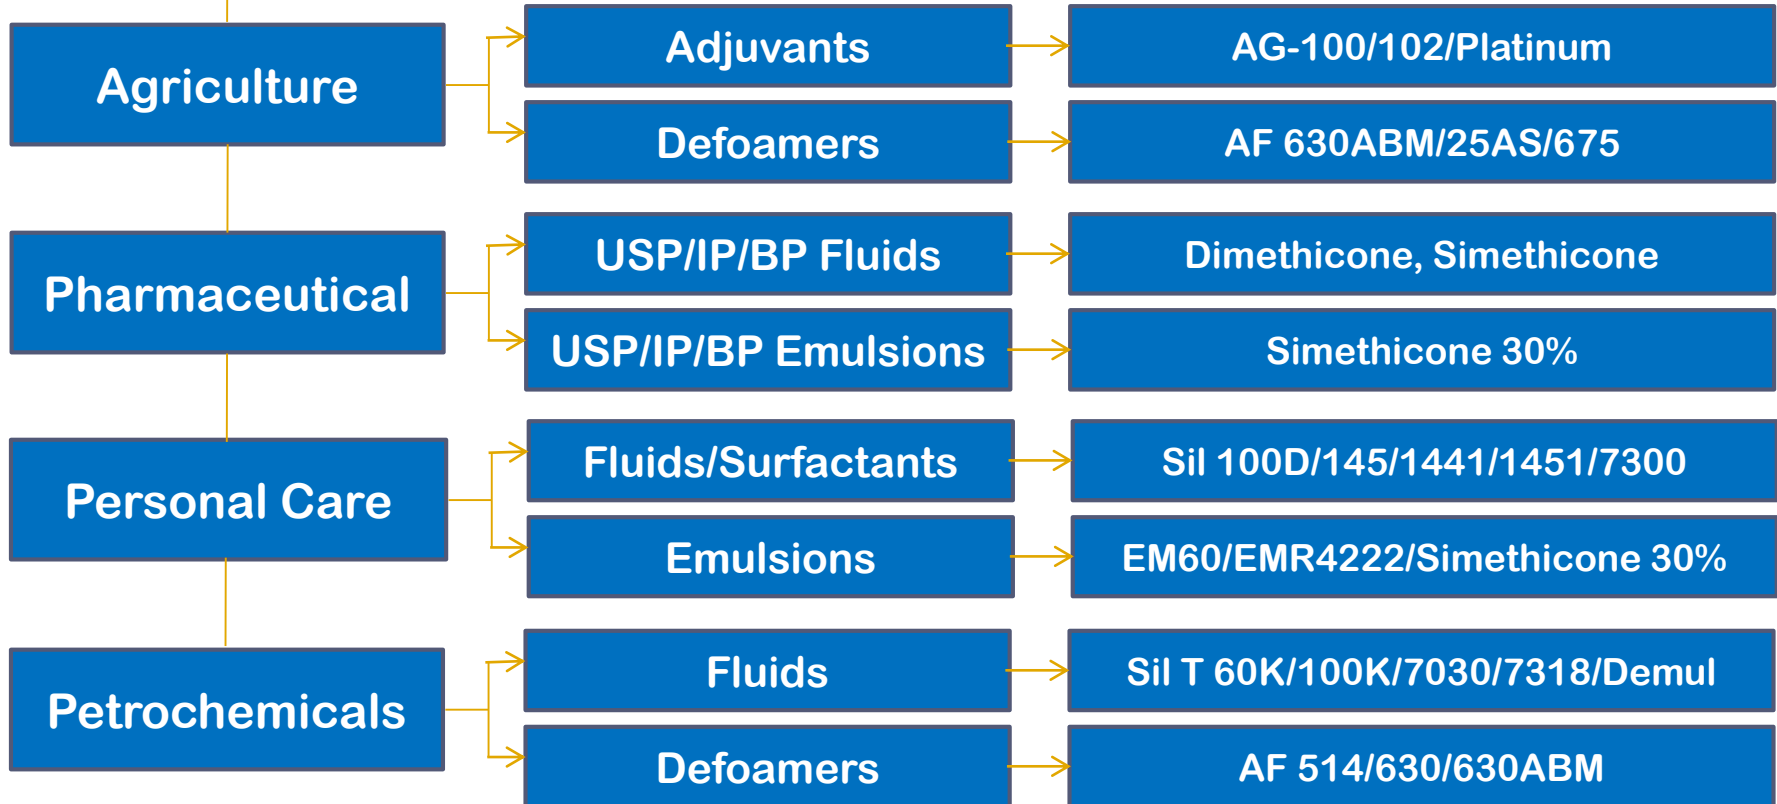 Agriculture
Adjuvants
AG-100/102/Platinum
Defoamers
AF 630ABM/25AS/675
Pharmaceutical
USP/IP/BP Fluids
Dimethicone, Simethicone
USP/IP/BP Emulsions
Simethicone 30%
Personal Care
Fluids/Surfactants
Sil 100D/145/1441/1451/7300
Emulsions
EM60/EMR4222/Simethicone 30%
Petrochemicals
Fluids
Sil T 60K/100K/7030/7318/Demul
Defoamers
AF 514/630/630ABM